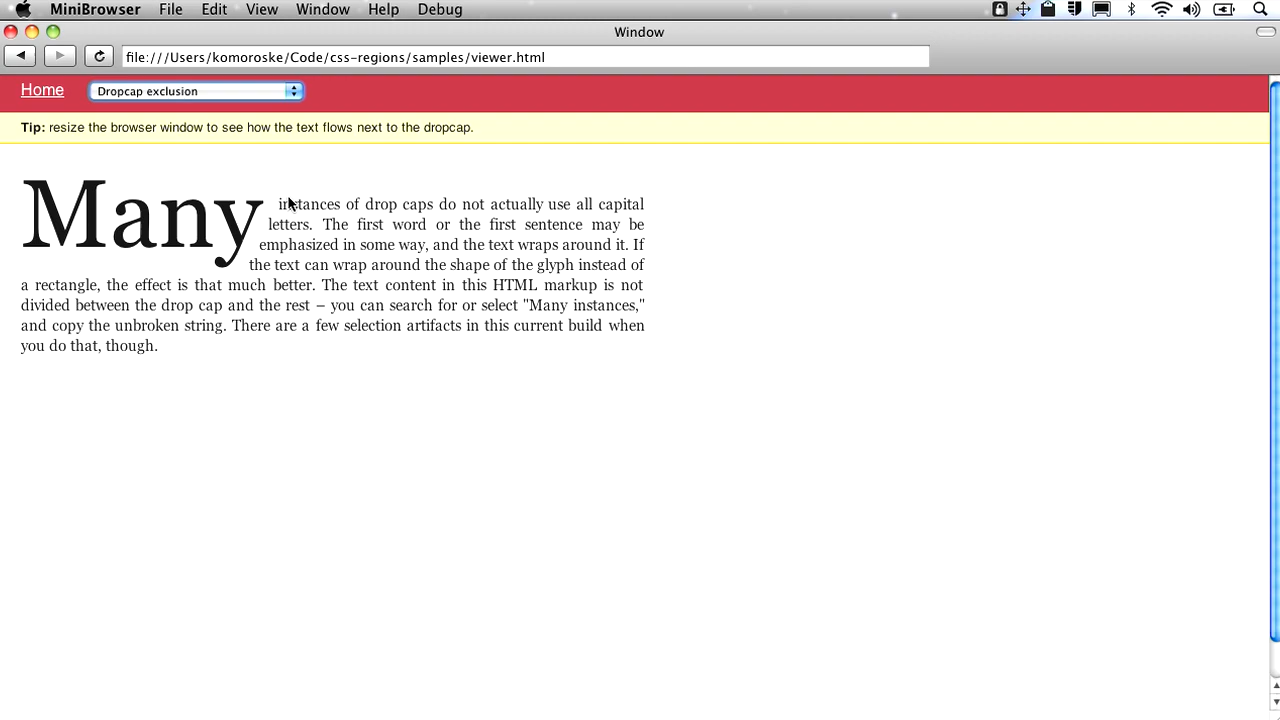 MiniBrowser File Edit View Window Help Debug
Window
file:///Users/komoroske/Code/css-regions/samples/viewer.html
Home Dropcap exclusion
Tip: resize the browser window to see how the text flows next to the dropcap.
Many instances of drop caps do not actually use all capital
letters. The first word or the first sentence may be
emphasized in some way, and the text wraps around it. If
the text can wrap around the shape of the glyph instead of
a rectangle, the effect is that much better. The text content in this HTML markup is not
divided between the drop cap and the rest – you can search for or select "Many instances,"
and copy the unbroken string. There are a few selection artifacts in this current build when
you do that, though.